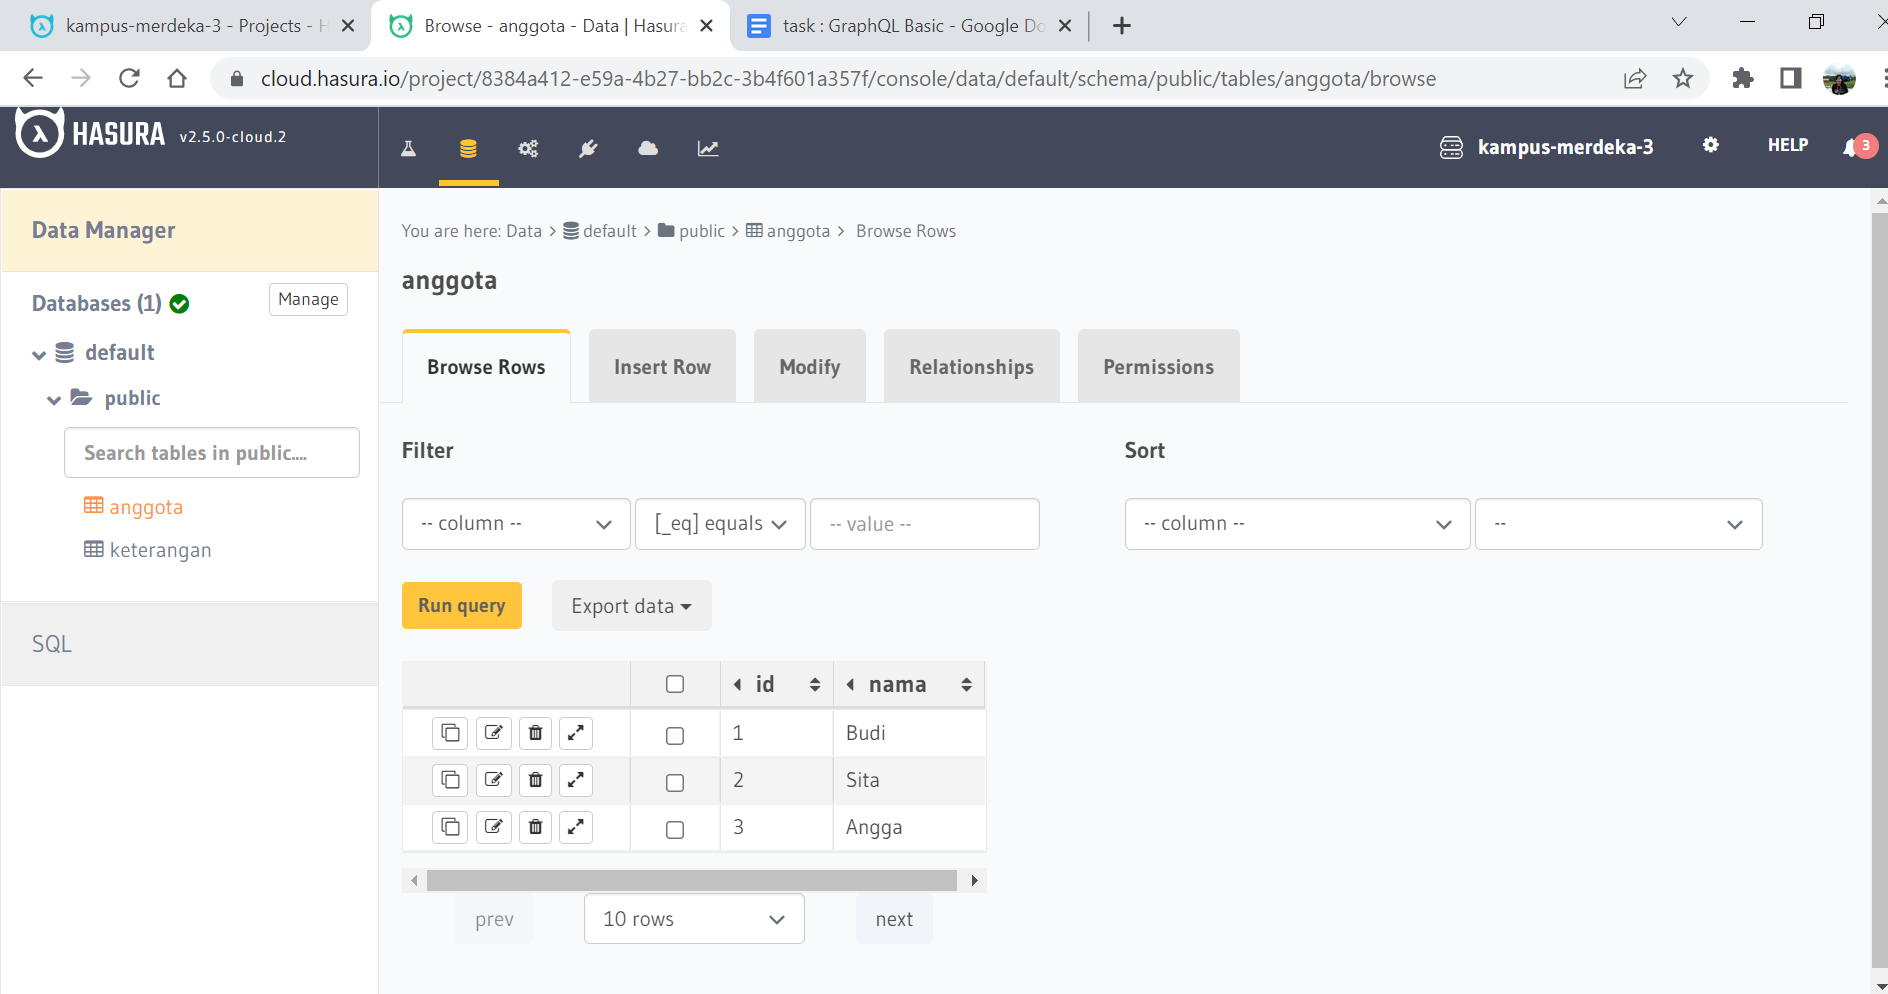 kampus-merdeka-3 - Projects - H
Browse - anggota - Data | Hasura
task : GraphQL Basic - Google Do
cloud.hasura.io/project/8384a412-e59a-4b27-bb2c-3b4f601a357f/console/data/default/schema/public/tables/anggota/browse
HASURA v2.5.0-cloud.2
kampus-merdeka-3
HELP
3
Data Manager
Databases (1)
Manage
default
public
Search tables in public....
anggota
keterangan
SQL
You are here: Data > default > public > anggota > Browse Rows
anggota
Browse Rows
Insert Row
Modify
Relationships
Permissions
Filter
Sort
-- column --
[_eq] equals
-- value --
-- column --
--
Run query
Export data
id nama
1 Budi
2 Sita
3 Angga
prev
10 rows
next